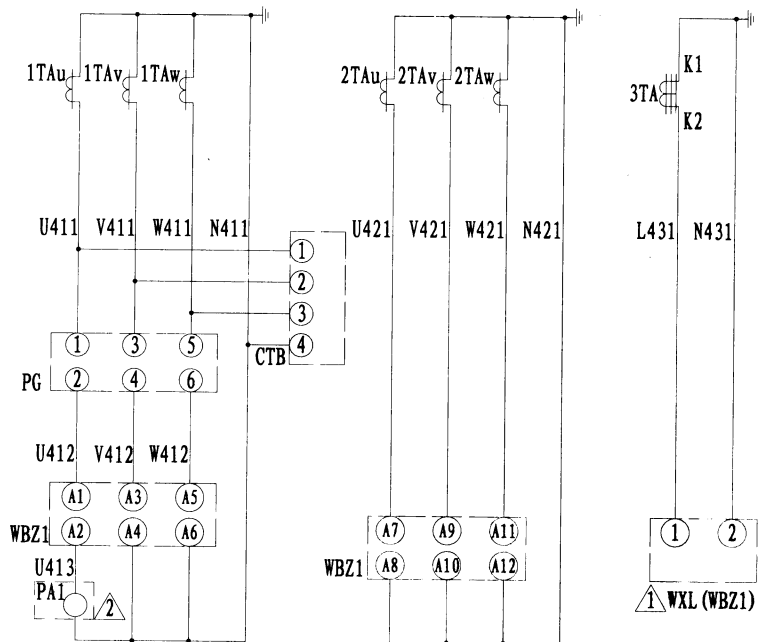 1TAu 1TAv 1TAw 2TAu 2TAv 2TAw K1
3TA
K2
U411 V411 W411 N411 U421 V421 W421 N421 L431 N431
1
2
3
4
CTB
1 3 5
PG 2 4 6
U412 V412 W412
A1 A3 A5
WBZ1 A2 A4 A6
A7 A9 A11 1 2
WBZ1 A8 A10 A12
U413
PA1 2
1 WXL(WBZ1)